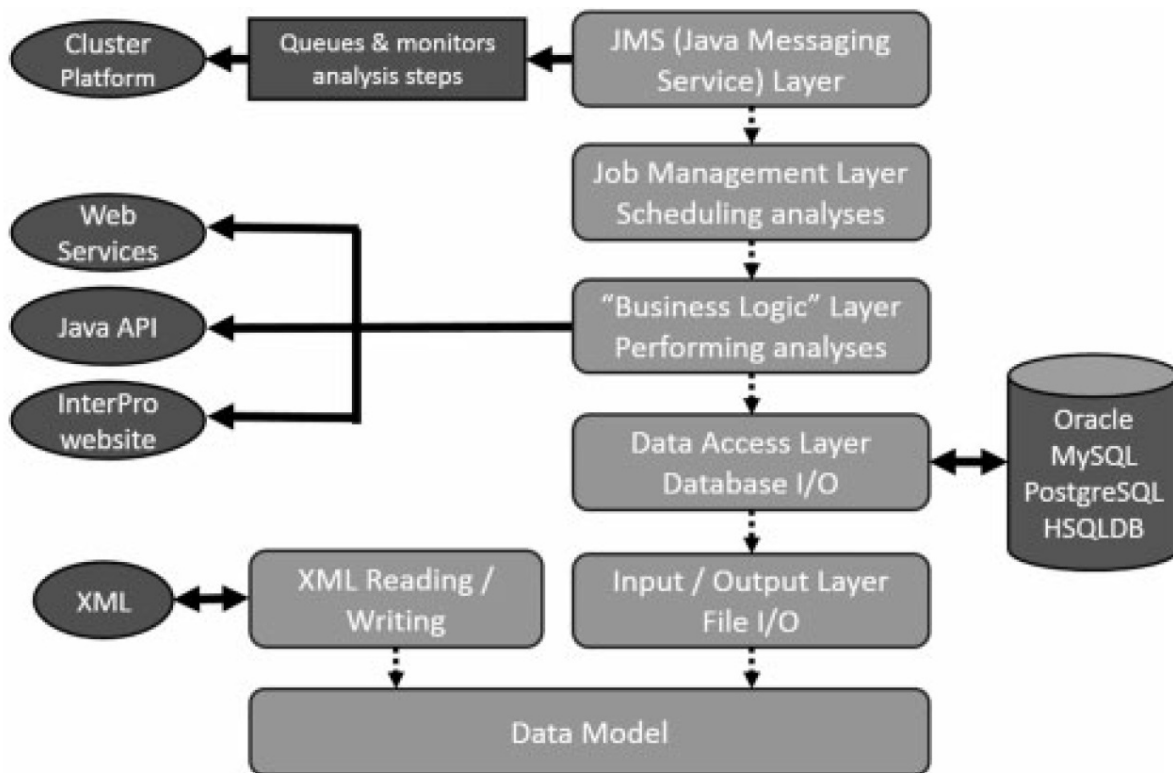 Cluster
Platform
Queues & monitors
analysis steps
JMS (Java Messaging
Service) Layer
Job Management Layer
Scheduling analyses
Web
Services
Java API
InterPro
website
“Business Logic” Layer
Performing analyses
Data Access Layer
Database I/O
Oracle
MySQL
PostgreSQL
HSQLDB
XML
XML Reading /
Writing
Input / Output Layer
File I/O
Data Model